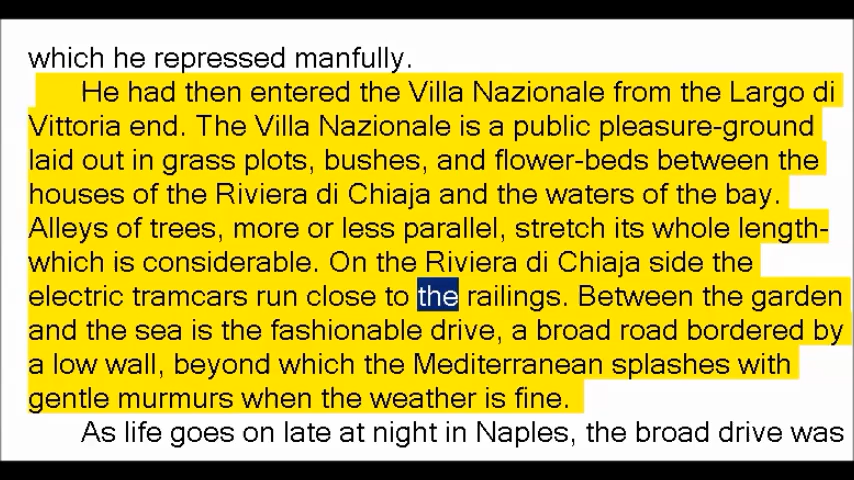 which he repressed manfully.
He had then entered the Villa Nazionale from the Largo di
Vittoria end. The Villa Nazionale is a public pleasure-ground
laid out in grass plots, bushes, and flower-beds between the
houses of the Riviera di Chiaja and the waters of the bay.
Alleys of trees, more or less parallel, stretch its whole length-
which is considerable. On the Riviera di Chiaja side the
electric tramcars run close to the railings. Between the garden
and the sea is the fashionable drive, a broad road bordered by
a low wall, beyond which the Mediterranean splashes with
gentle murmurs when the weather is fine.
As life goes on late at night in Naples, the broad drive was